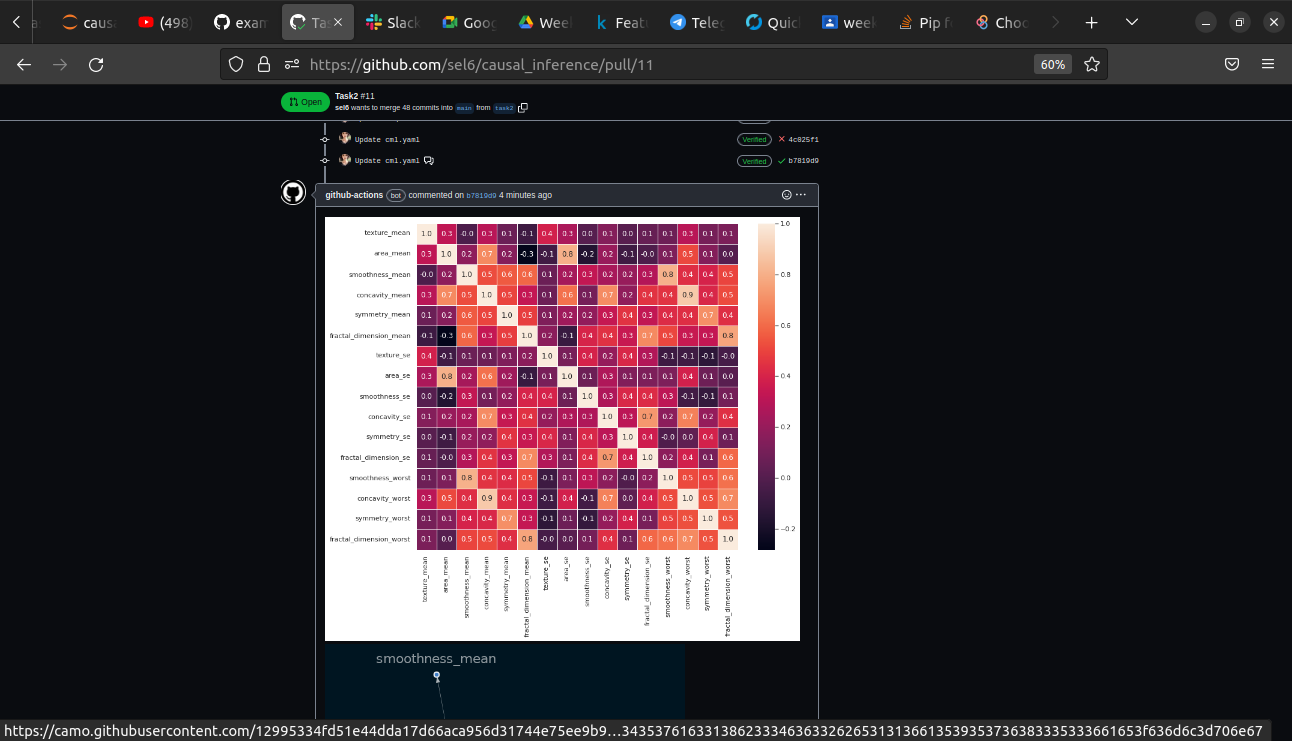 causa
(498)
exam
Tas
Slack
Goog
Week
Featu
Teleg
Quic
week
Pip f
Choo
https://github.com/sel6/causal_inference/pull/11
60%
Open
Task2 #11
sel6 wants to merge 48 commits into main from task2
Update cml.yaml Verified 4c025f1
Update cml.yaml Verified b7819d9
github-actions bot commented on b7819d9 4 minutes ago
texture_mean 1.0 0.3 -0.0 0.3 0.1 -0.1 0.4 0.3 0.0 0.1 0.0 0.1 0.1 0.3 0.1 0.1
area_mean 0.3 1.0 0.2 0.7 0.2 -0.3 -0.1 0.8 -0.2 0.2 -0.1 -0.0 0.1 0.5 0.1 0.0
smoothness_mean -0.0 0.2 1.0 0.5 0.6 0.6 0.1 0.2 0.3 0.2 0.2 0.3 0.8 0.4 0.4 0.5
concavity_mean 0.3 0.7 0.5 1.0 0.5 0.3 0.1 0.6 0.1 0.7 0.2 0.4 0.4 0.9 0.4 0.5
symmetry_mean 0.1 0.2 0.6 0.5 1.0 0.5 0.1 0.2 0.2 0.3 0.4 0.3 0.4 0.4 0.7 0.4
fractal_dimension_mean -0.1 -0.3 0.6 0.3 0.5 1.0 0.2 -0.1 0.4 0.4 0.3 0.7 0.5 0.3 0.3 0.8
texture_se 0.4 -0.1 0.1 0.1 0.1 0.2 1.0 0.1 0.4 0.2 0.4 0.3 -0.1 -0.1 -0.1 -0.0
area_se 0.3 0.8 0.2 0.6 0.2 -0.1 0.1 1.0 0.1 0.3 0.1 0.1 0.1 0.4 0.1 0.0
smoothness_se 0.0 -0.2 0.3 0.1 0.2 0.4 0.4 0.1 1.0 0.3 0.4 0.4 0.3 -0.1 -0.1 0.1
concavity_se 0.1 0.2 0.2 0.7 0.3 0.4 0.2 0.3 0.3 1.0 0.3 0.7 0.2 0.7 0.2 0.4
symmetry_se 0.0 -0.1 0.2 0.2 0.4 0.3 0.4 0.1 0.4 0.3 1.0 0.4 -0.0 0.0 0.4 0.1
fractal_dimension_se 0.1 -0.0 0.3 0.4 0.3 0.7 0.3 0.1 0.4 0.7 0.4 1.0 0.2 0.4 0.1 0.6
smoothness_worst 0.1 0.1 0.8 0.4 0.4 0.5 -0.1 0.1 0.3 0.2 -0.0 0.2 1.0 0.5 0.5 0.6
concavity_worst 0.3 0.5 0.4 0.9 0.4 0.3 -0.1 0.4 -0.1 0.7 0.0 0.4 0.5 1.0 0.5 0.7
symmetry_worst 0.1 0.1 0.4 0.4 0.7 0.3 -0.1 0.1 -0.1 0.2 0.4 0.1 0.5 0.5 1.0 0.5
fractal_dimension_worst 0.1 0.0 0.5 0.5 0.4 0.8 -0.0 0.0 0.1 0.4 0.1 0.6 0.6 0.7 0.5 1.0
texture_mean
area_mean
smoothness_mean
concavity_mean
symmetry_mean
fractal_dimension_mean
texture_se
area_se
smoothness_se
concavity_se
symmetry_se
fractal_dimension_se
smoothness_worst
concavity_worst
symmetry_worst
fractal_dimension_worst
1.0
0.8
0.6
0.4
0.2
0.0
−0.2
smoothness_mean
https://camo.githubusercontent.com/12995334fd51e44dda17d66aca956d31744e75ee9b9…3435376163313862333463633262653131366135393537363833335333661653f636d6c3d706e67